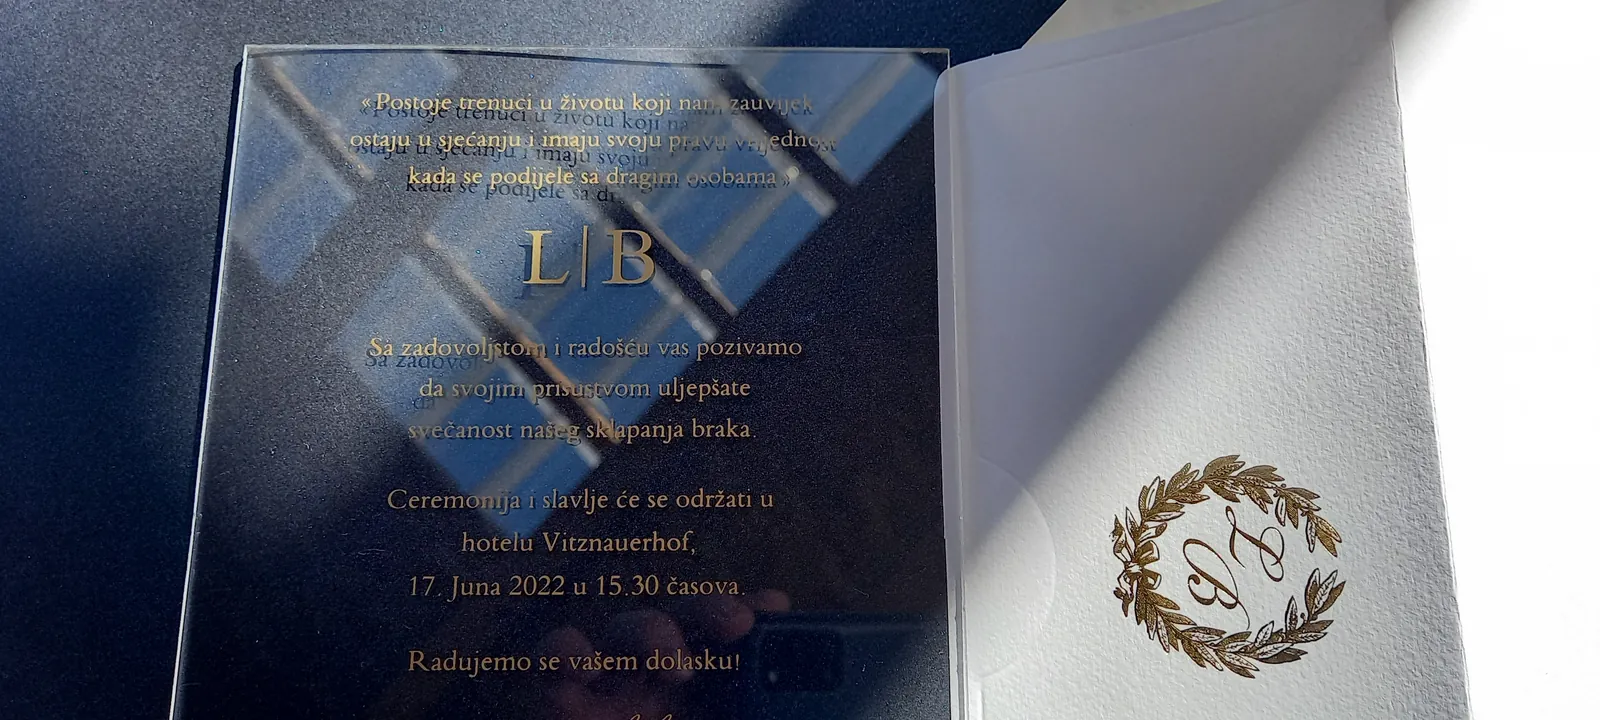 «Postoje trenuci u životu koji nam zauvijek
ostaju u sjećanju i imaju svoju pravu vrijednost
kada se podijele sa dragim osobama»
L|B
Sa zadovoljstom i radošću vas pozivamo
da svojim prisustvom uljepšate
svečanost našeg sklapanja braka.
Ceremonija i slavlje će se održati u
hotelu Vitznauerhof,
17. Juna 2022 u 15.30 časova.
Radujemo se vašem dolasku!
L
B